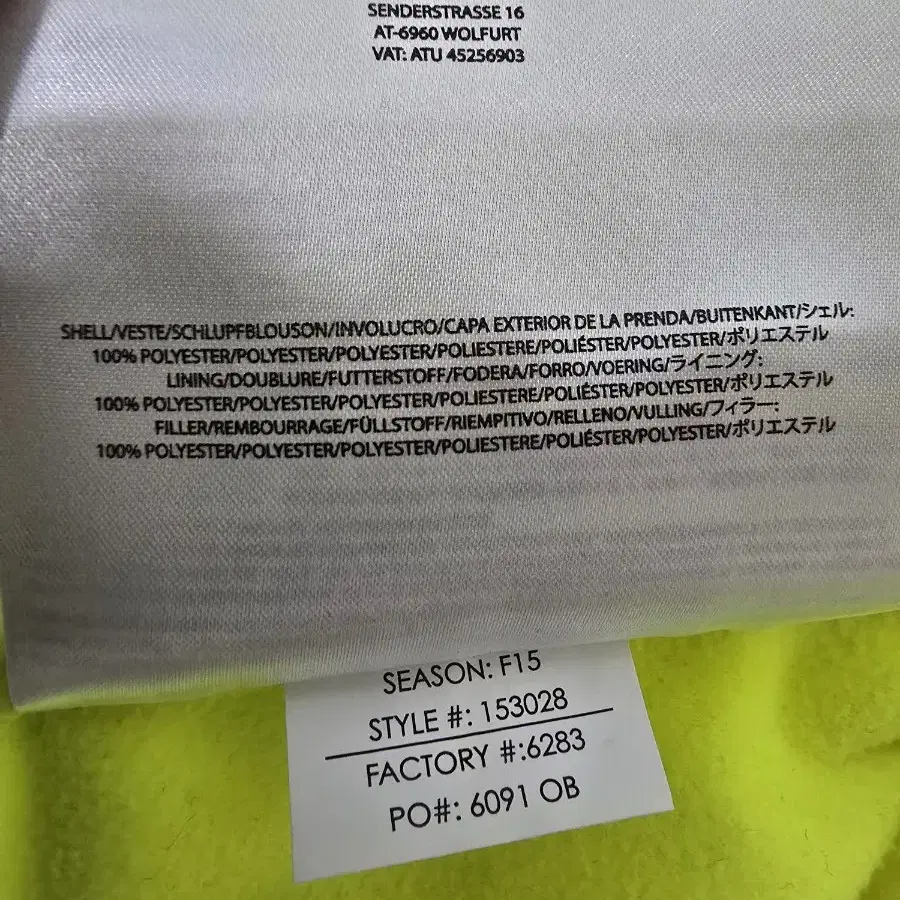 SENDERSTRASSE 16
AT-6960 WOLFURT
VAT: ATU 45256903
SHELL/VESTE/SCHLUPFBLOUSON/INVOLUCRO/CAPA EXTERIOR DE LA PRENDA/BUITENKANT/シェル:
100% POLYESTER/POLYESTER/POLYESTER/POLIESTERE/POLIÉSTER/POLYESTER/ポリエステル
LINING/DOUBLURE/FUTTERSTOFF/FODERA/FORRO/VOERING/ライニング:
100% POLYESTER/POLYESTER/POLYESTER/POLIESTERE/POLIÉSTER/POLYESTER/ポリエステル
FILLER/REMBOURRAGE/FÜLLSTOFF/RIEMPITIVO/RELLENO/VULLING/フィラー:
100% POLYESTER/POLYESTER/POLYESTER/POLIESTERE/POLIÉSTER/POLYESTER/ポリエステル
SEASON: F15
STYLE #: 153028
FACTORY #:6283
PO#: 6091 OB